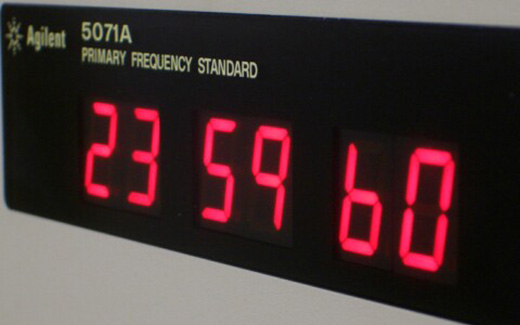 Agilent 5071A
PRIMARY FREQUENCY STANDARD
23 59 60